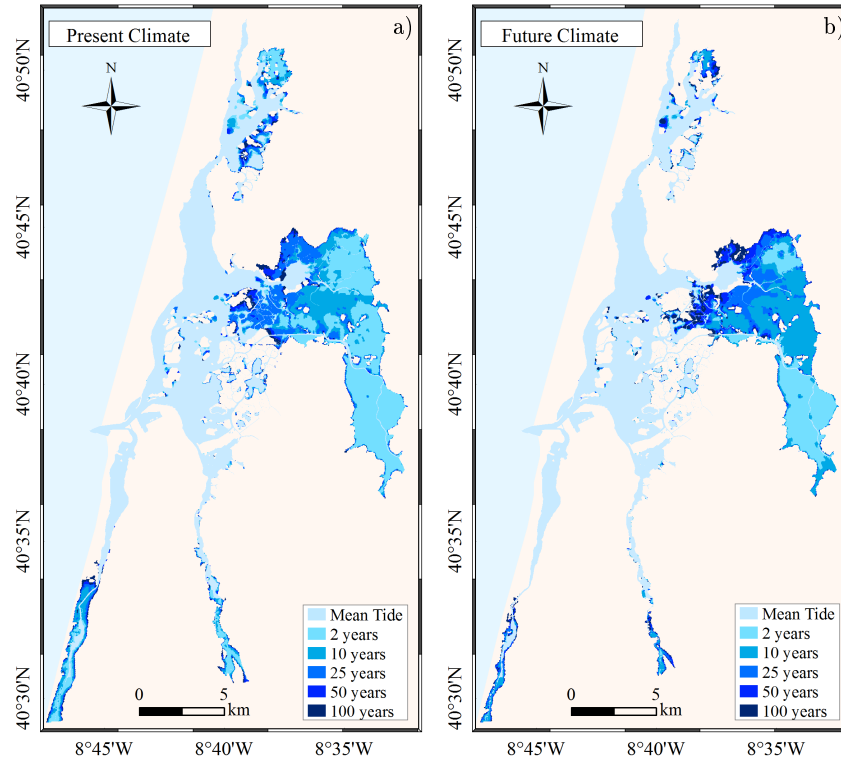 Present Climate
a)
N
40°50'N
40°45'N
40°40'N
40°35'N
40°30'N
Mean Tide
2 years
10 years
25 years
50 years
100 years
0 5
km
8°45'W 8°40'W 8°35'W
Future Climate
b)
N
40°50'N
40°45'N
40°40'N
40°35'N
40°30'N
Mean Tide
2 years
10 years
25 years
50 years
100 years
0 5
km
8°45'W 8°40'W 8°35'W